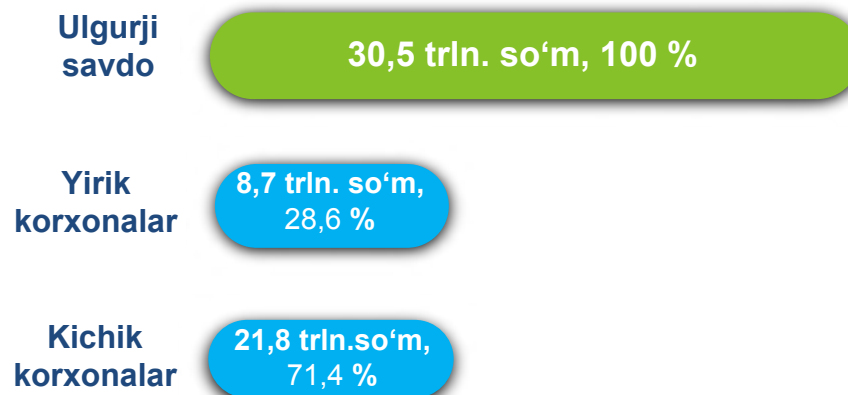 Ulgurji
savdo
30,5 trln. so‘m, 100 %
Yirik
korxonalar
8,7 trln. so‘m,
28,6 %
Kichik
korxonalar
21,8 trln.so‘m,
71,4 %